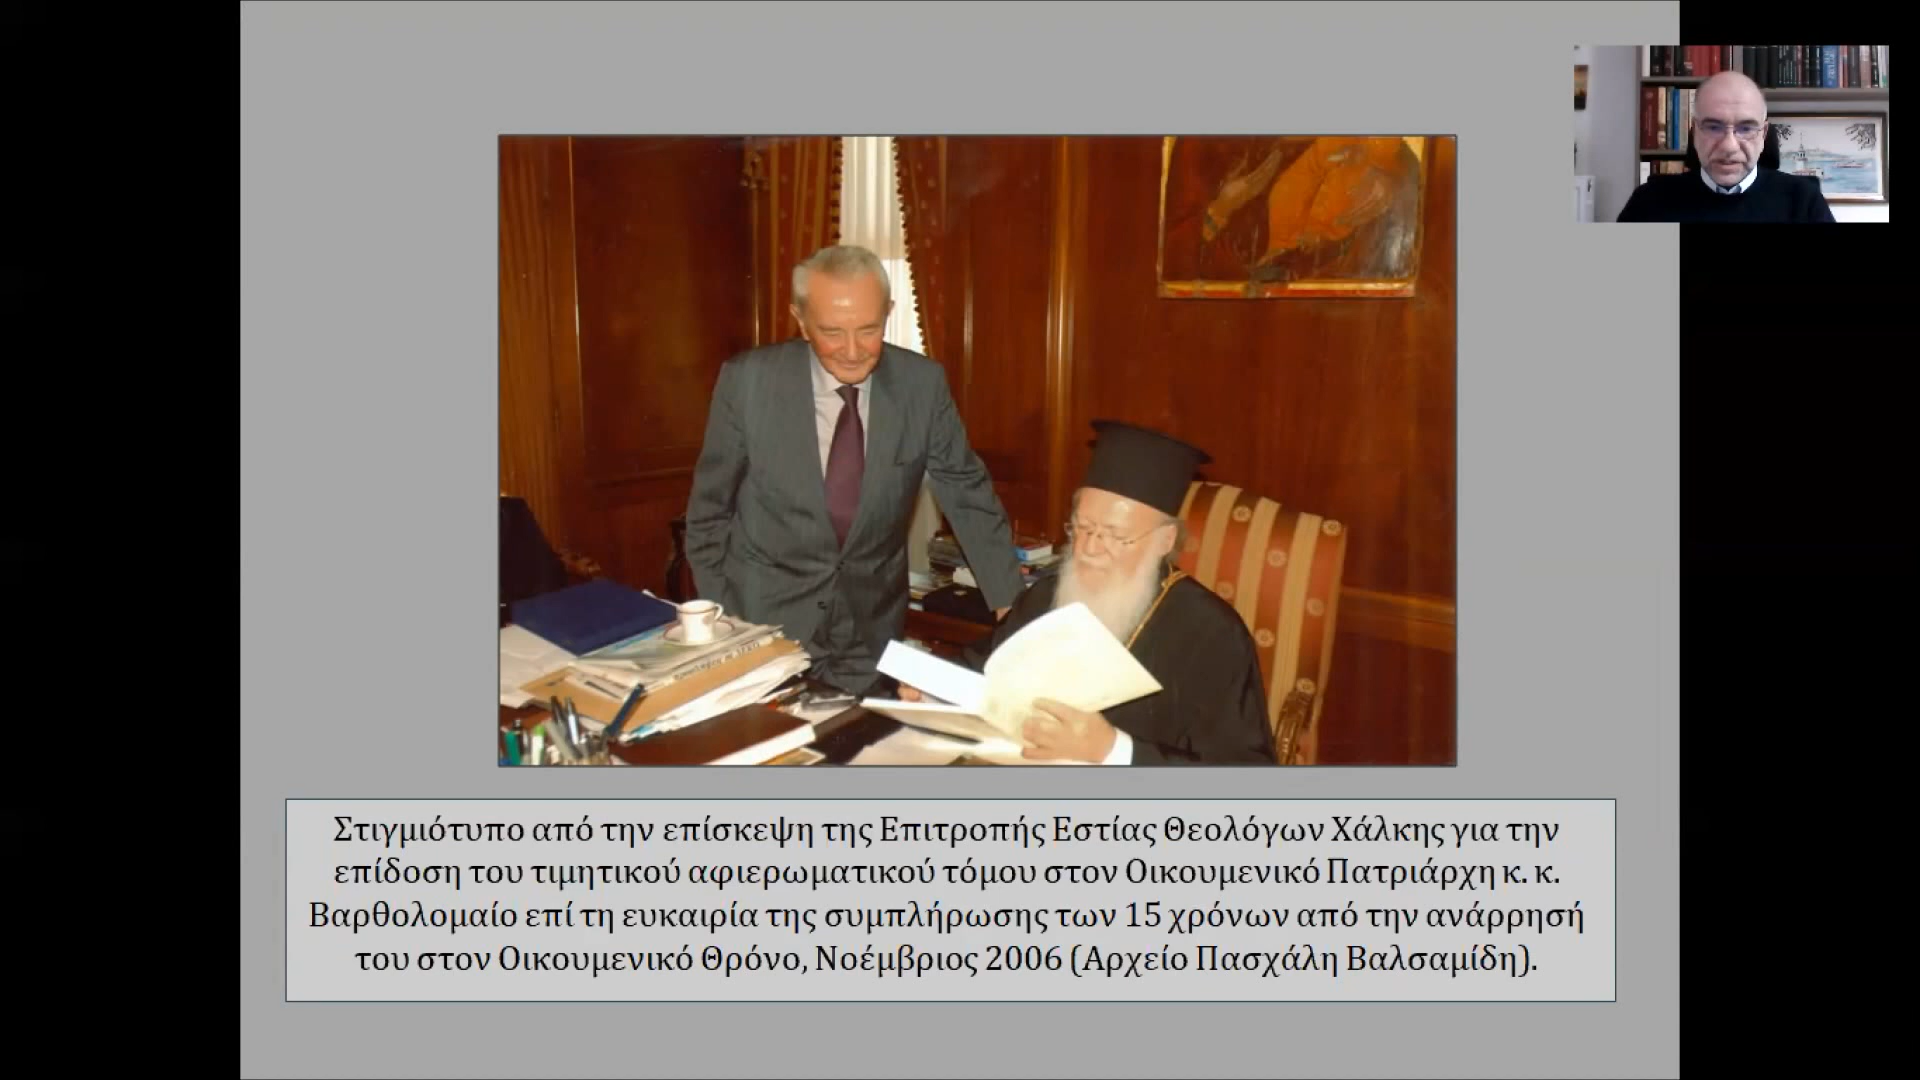 Στιγμιότυπο από την επίσκεψη της Επιτροπής Εστίας Θεολόγων Χάλκης για την
επίδοση του τιμητικού αφιερωματικού τόμου στον Οικουμενικό Πατριάρχη κ. κ.
Βαρθολομαίο επί τη ευκαιρία της συμπλήρωσης των 15 χρόνων από την ανάρρησή
του στον Οικουμενικό Θρόνο, Νοέμβριος 2006 (Αρχείο Πασχάλη Βαλσαμίδη).